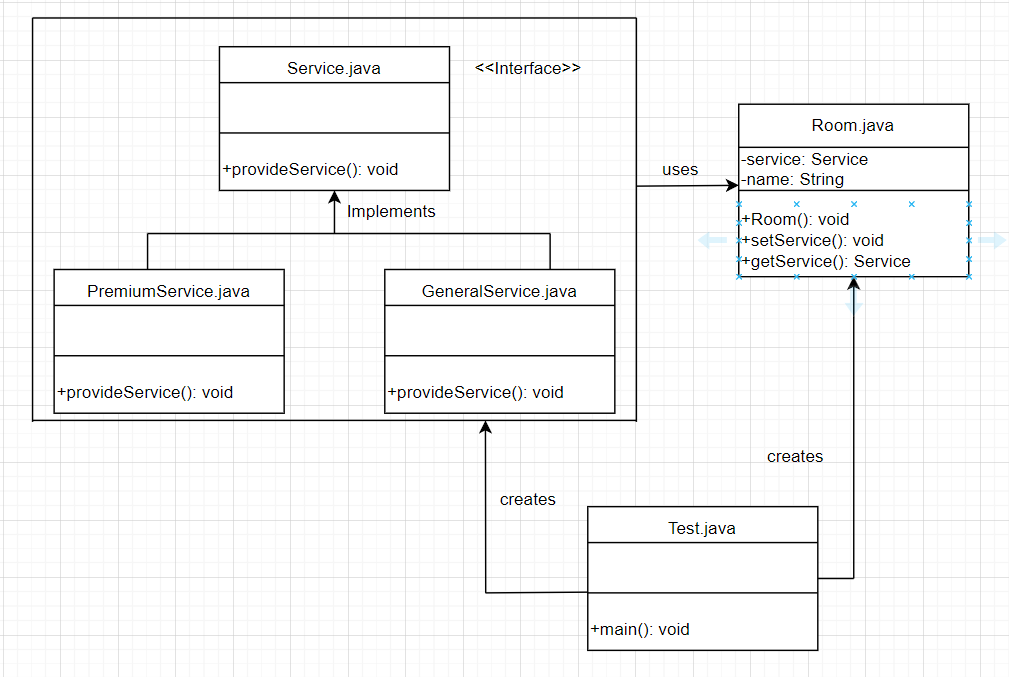 Service.java
<<Interface>>
+provideService(): void
Implements
PremiumService.java
+provideService(): void
GeneralService.java
+provideService(): void
uses
Room.java
-service: Service
-name: String
+Room(): void
+setService(): void
+getService(): Service
creates
creates
Test.java
+main(): void